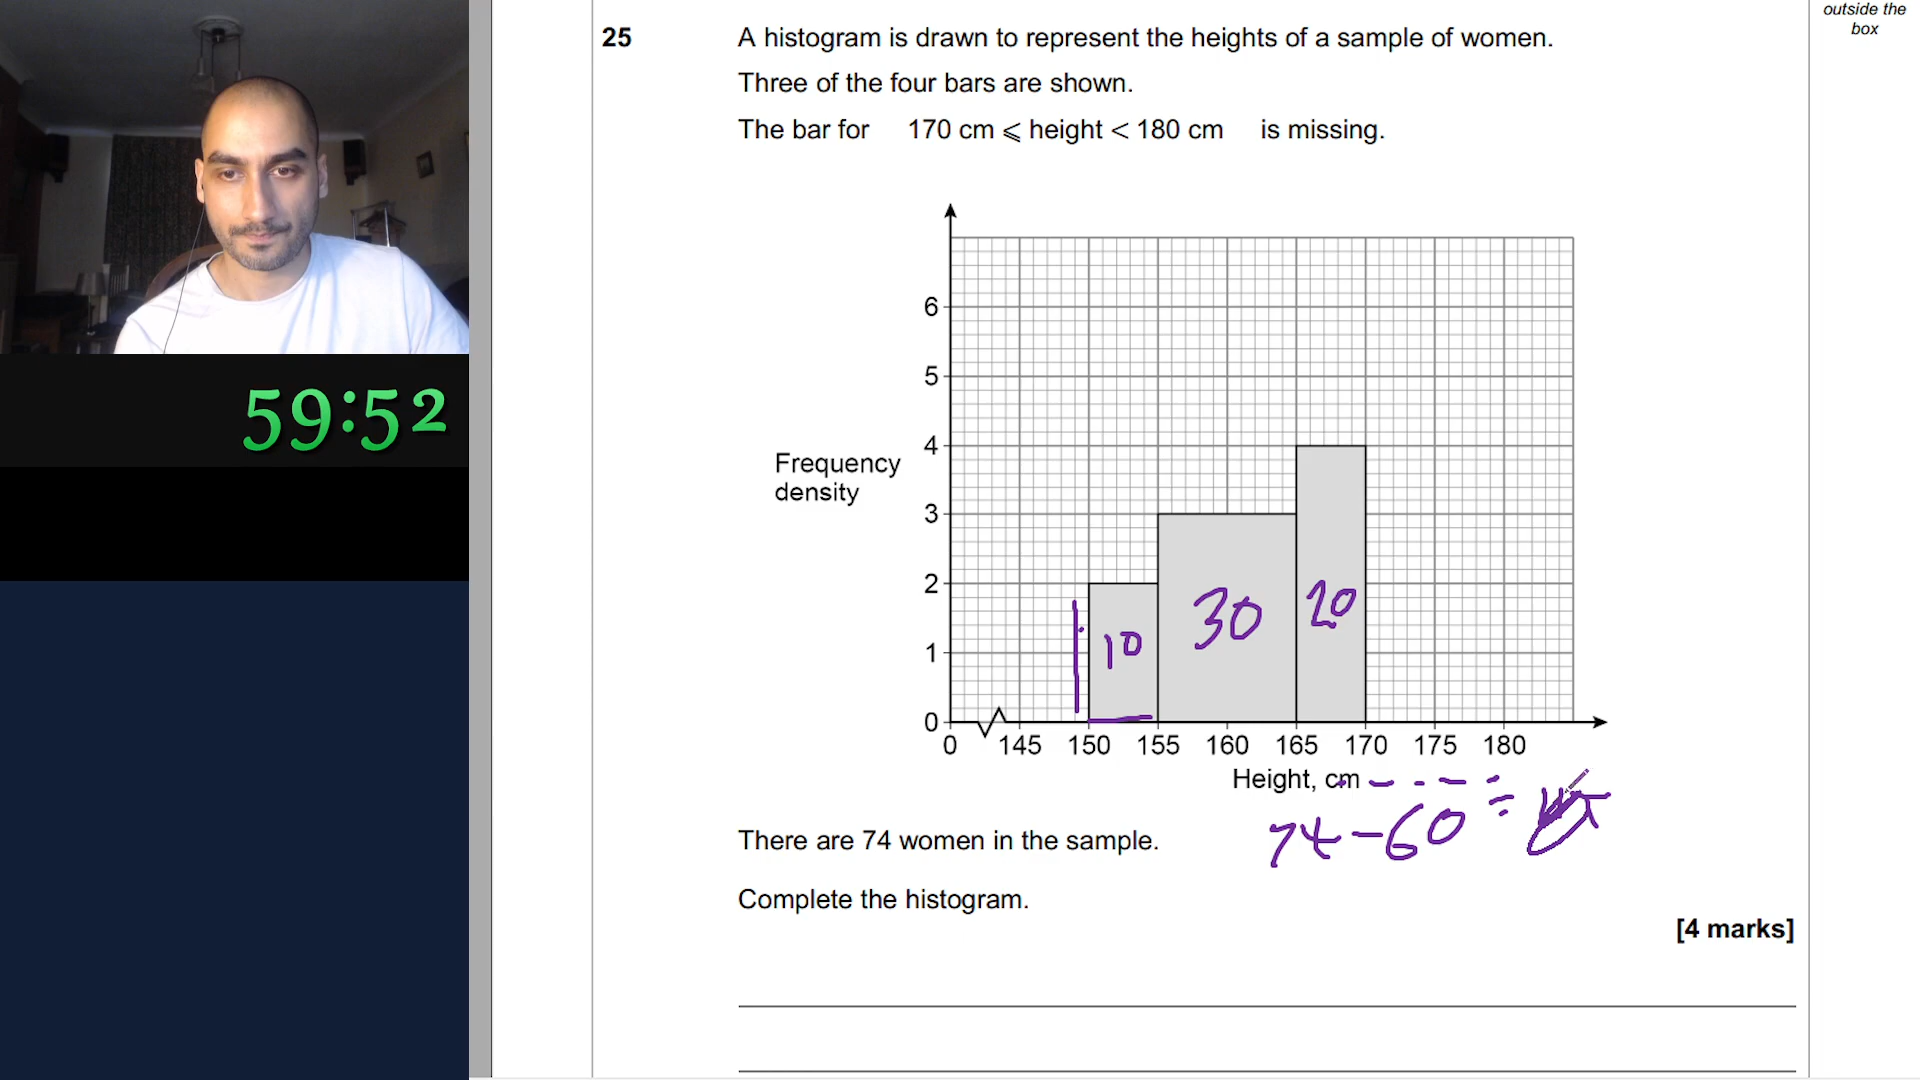 outside the
box
25 A histogram is drawn to represent the heights of a sample of women.
Three of the four bars are shown.
The bar for 170 cm ⩽ height < 180 cm is missing.
59:52
6
5
4
Frequency
density
3
2
1
0
10
30
20
0 145 150 155 160 165 170 175 180
Height, cm
74-60=
There are 74 women in the sample.
Complete the histogram.
[4 marks]